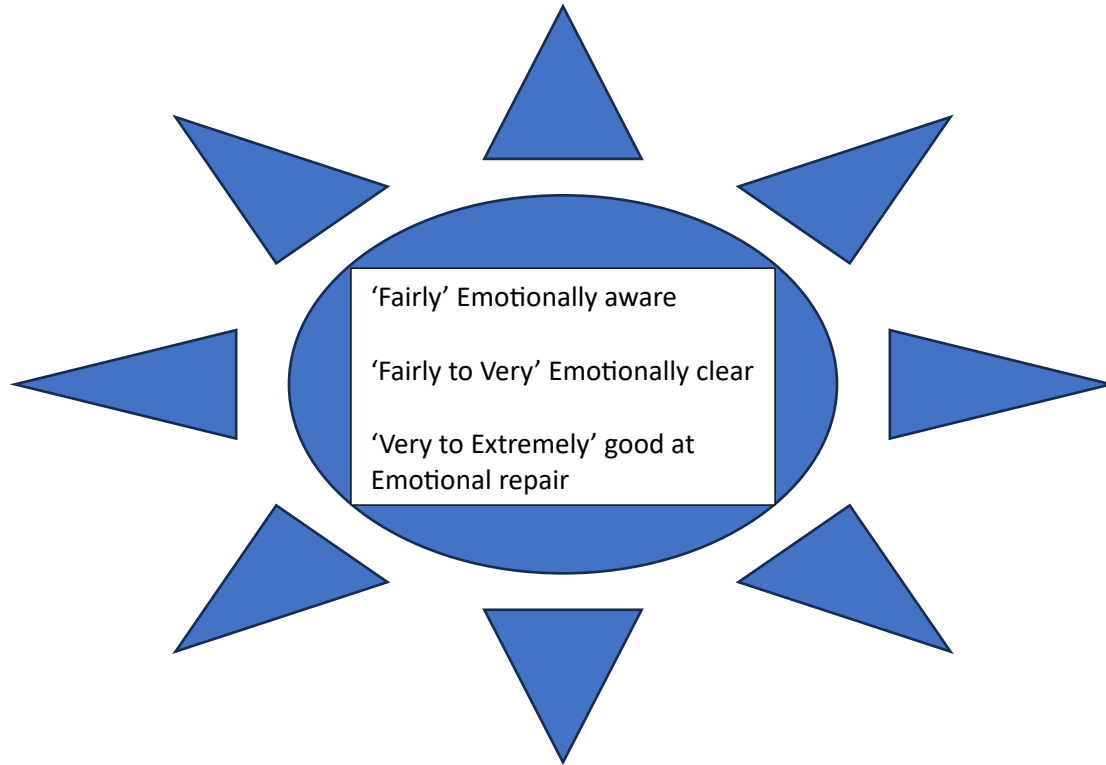 ‘Fairly’ Emotionally aware
‘Fairly to Very’ Emotionally clear
‘Very to Extremely’ good at
Emotional repair